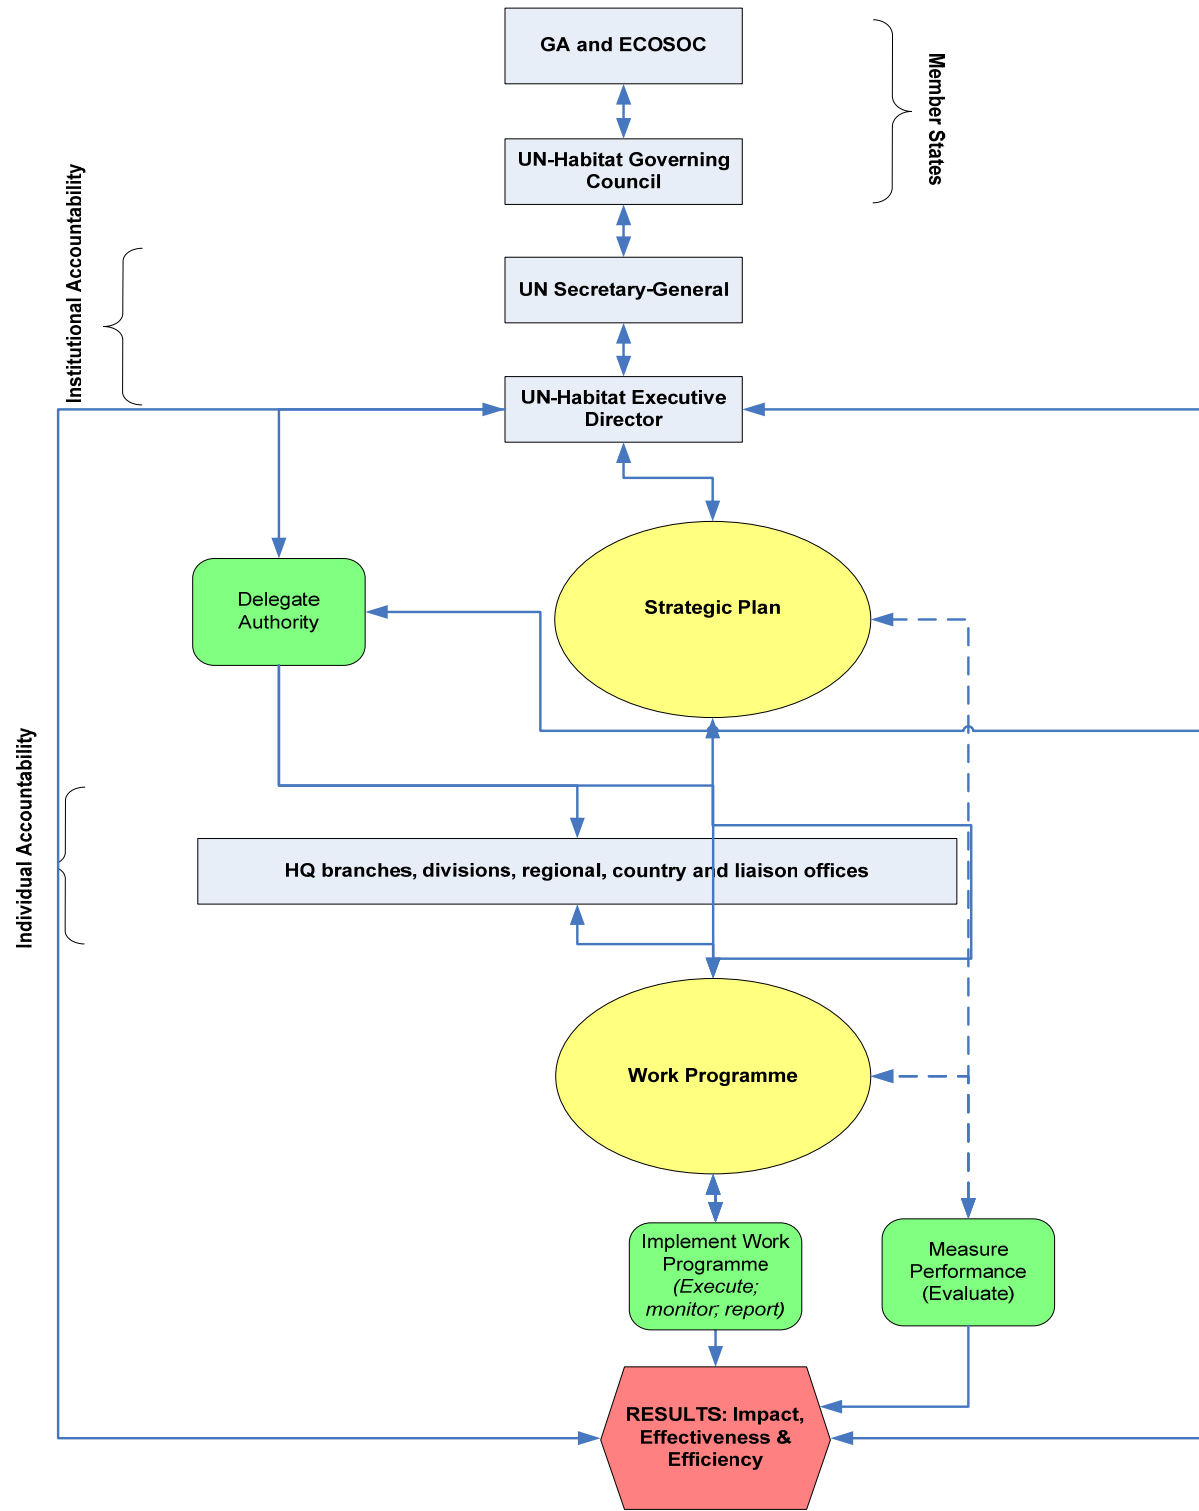 GA and ECOSOC
Member States
UN-Habitat Governing
Council
Institutional Accountability
UN Secretary-General
UN-Habitat Executive
Director
Delegate
Authority
Strategic Plan
Individual Accountability
HQ branches, divisions, regional, country and liaison offices
Work Programme
Implement Work
Programme
(Execute;
monitor; report)
Measure
Performance
(Evaluate)
RESULTS: Impact,
Effectiveness &
Efficiency